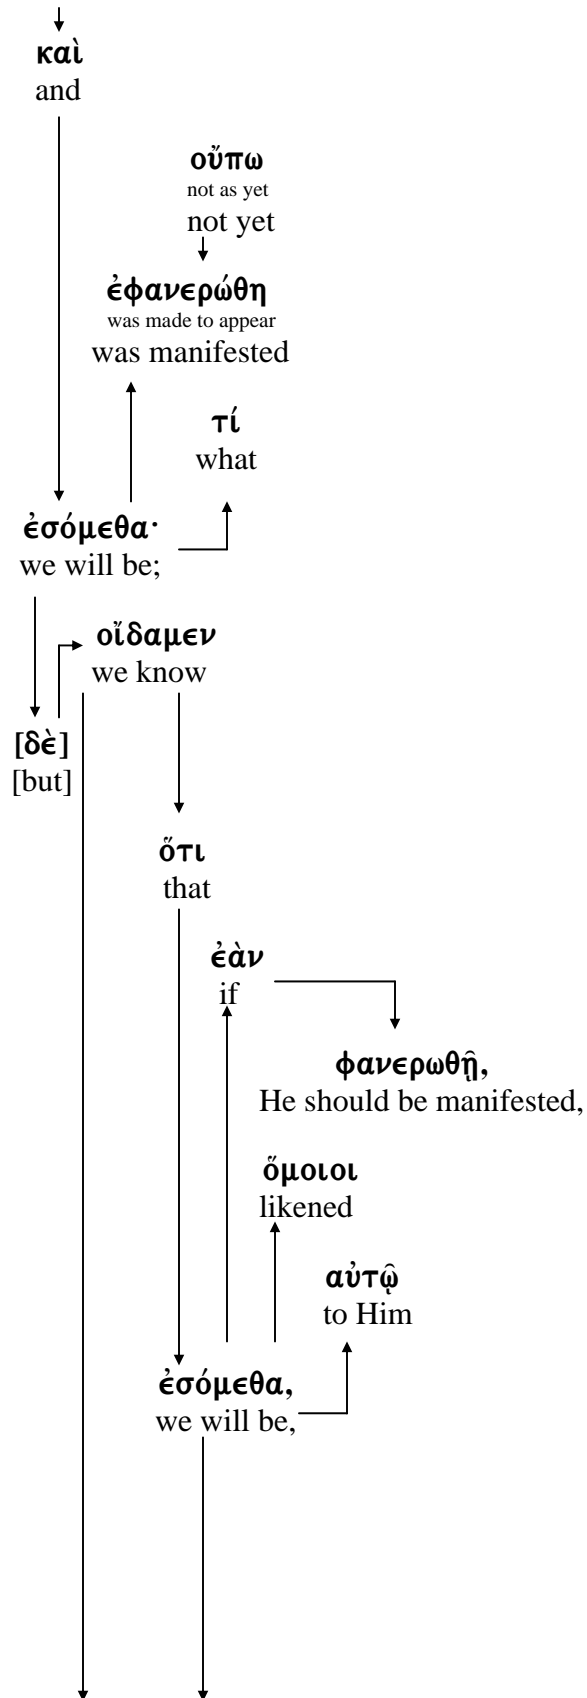 καὶ
and
οὔπω
not as yet
not yet
ἐφανερώθη
was made to appear
was manifested
τί
what
ἐσόμεθα·
we will be;
οἴδαμεν
we know
[δὲ]
[but]
ὅτι
that
ἐὰν
if
φανερωθῇ,
He should be manifested,
ὅμοιοι
likened
αὐτῷ
to Him
ἐσόμεθα,
we will be,